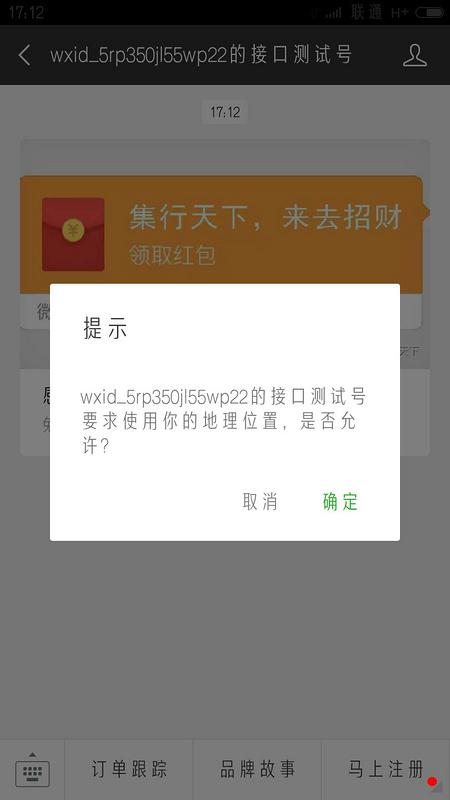 17:12
联通 H+
wxid_5rp350jl55wp22的接口测试号
17:12
集行天下，来去招财
领取红包
微
天下
提示
wxid_5rp350jl55wp22的接口测试号
要求使用你的地理位置，是否允
许？
取消 确定
订单跟踪 品牌故事 马上注册